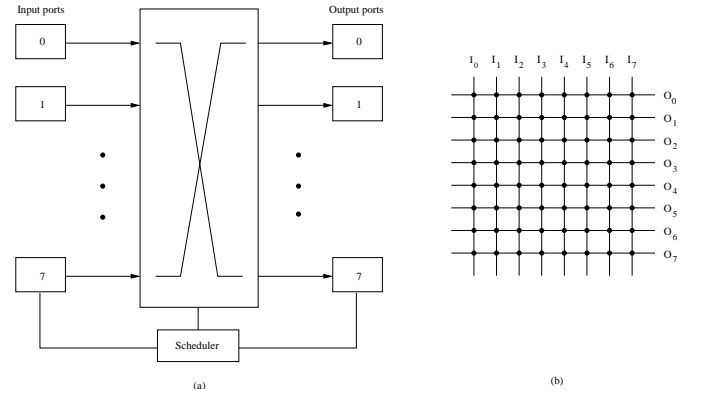 Input ports
Output ports
0
0
1
1
7
7
Scheduler
(a)
I0 I1 I2 I3 I4 I5 I6 I7
O0
O1
O2
O3
O4
O5
O6
O7
(b)